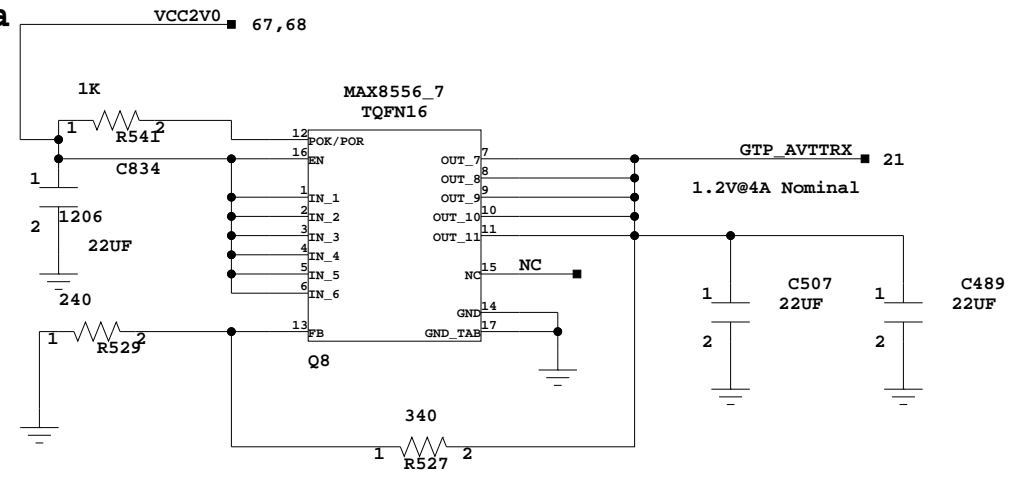 a
VCC2V0
67,68
1K
1 2
R541
MAX8556_7
TQFN16
12 POK/POR
16 EN
C834
1
1206
2
22UF
1 IN_1
2 IN_2
3 IN_3
4 IN_4
5 IN_5
6 IN_6
13 FB
OUT_7 7
OUT_8 8
OUT_9 9
OUT_10 10
OUT_11 11
NC 15 NC
GND 14
GND_TAB 17
Q8
GTP_AVTTRX 21
1.2V@4A Nominal
C507
22UF
1
2
C489
22UF
1
2
240
1 2
R529
340
1 2
R527